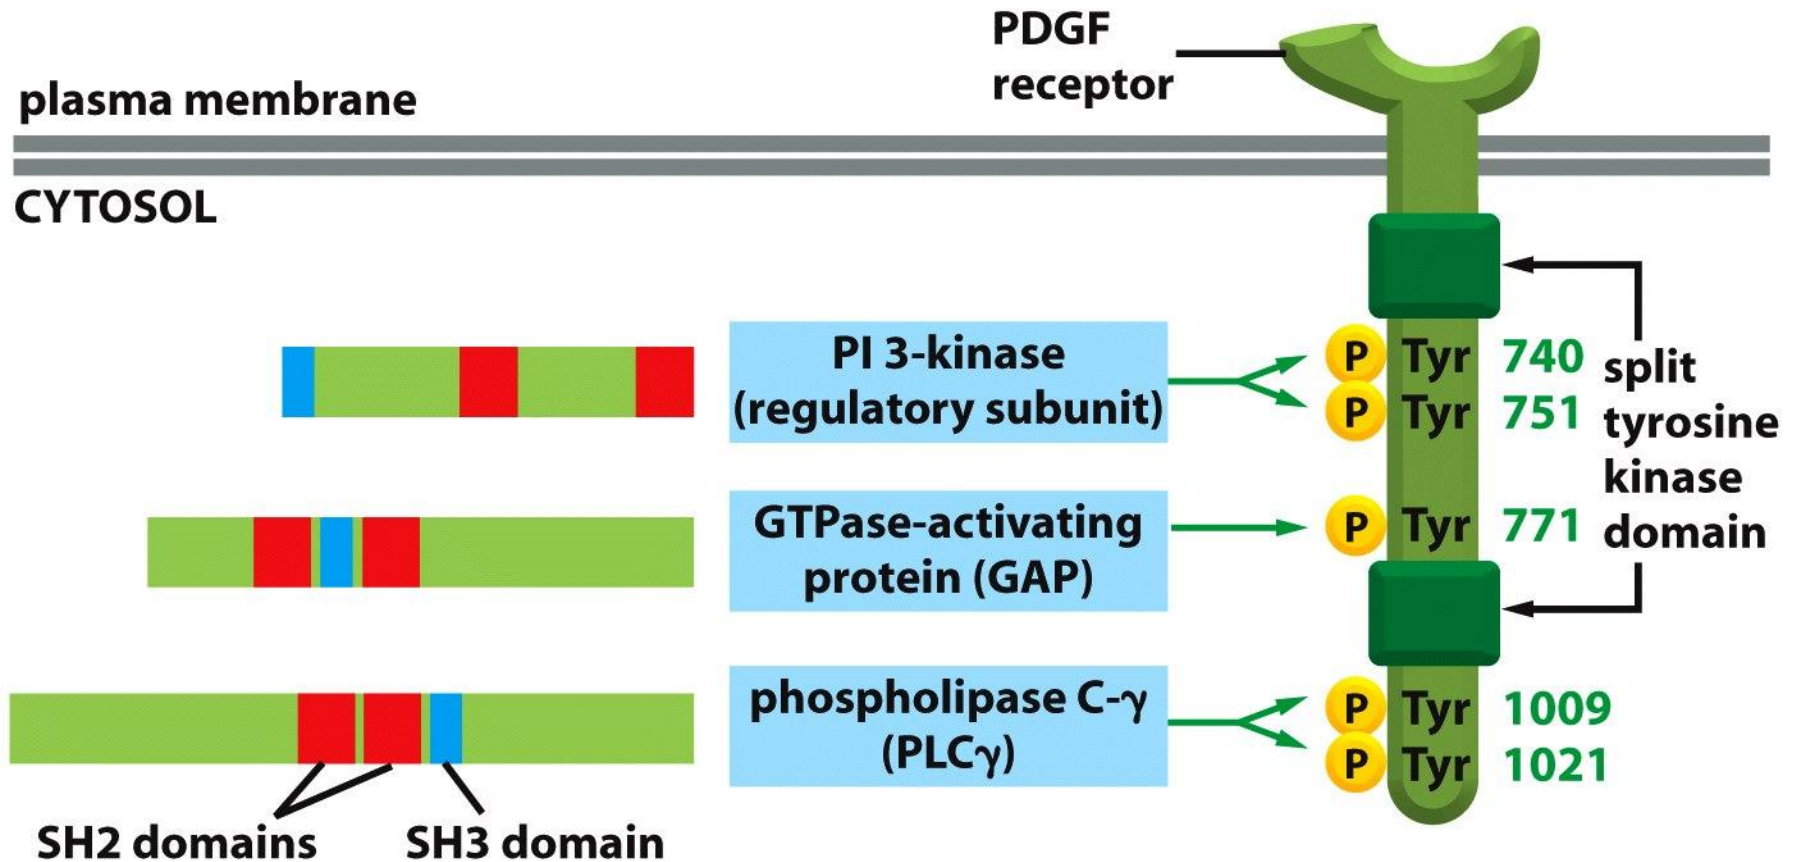 PDGF
receptor
plasma membrane
CYTOSOL
PI 3-kinase
(regulatory subunit)
P Tyr 740
P Tyr 751
split
tyrosine
kinase
domain
GTPase-activating
protein (GAP)
P Tyr 771
phospholipase C-γ
(PLCγ)
P Tyr 1009
P Tyr 1021
SH2 domains
SH3 domain